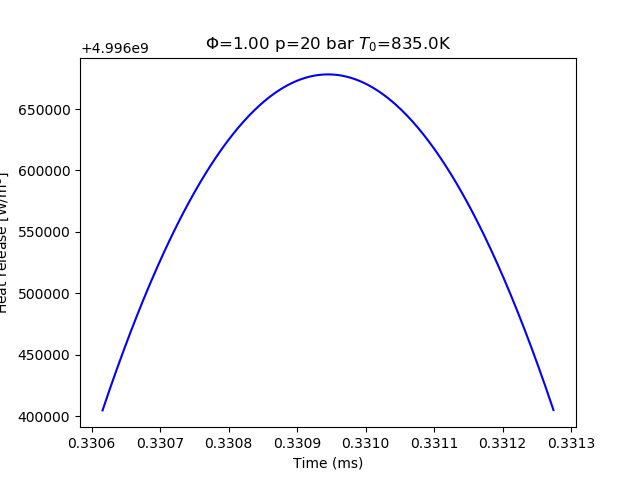 Φ=1.00 p=20 bar T₀=835.0K
+4.996e9
650000
600000
550000
500000
450000
400000
Heat release [W/m³]
0.3306 0.3307 0.3308 0.3309 0.3310 0.3311 0.3312 0.3313
Time (ms)